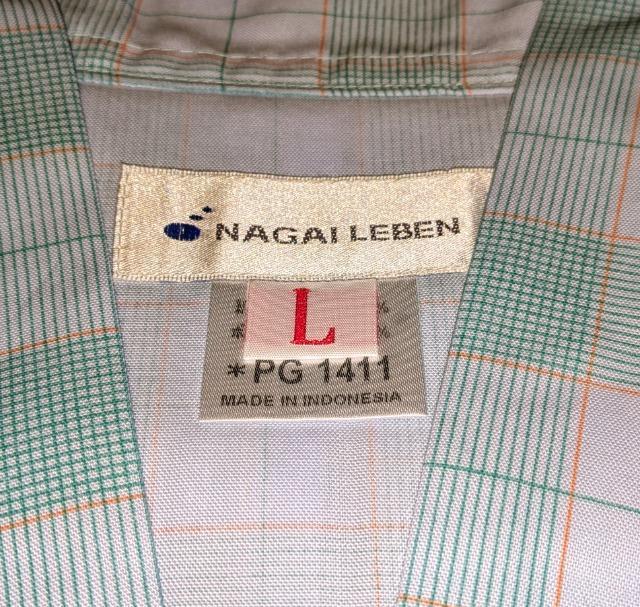 NAGAI LEBEN
L
%
* %
*PG 1411
MADE IN INDONESIA